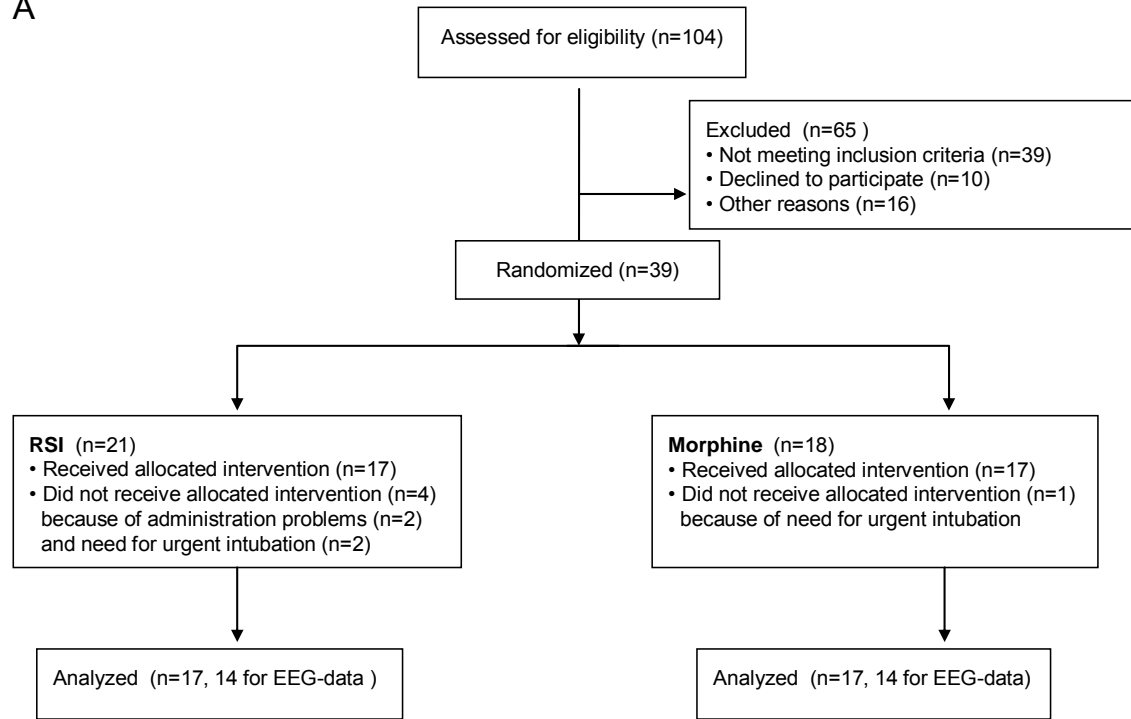 A
Assessed for eligibility (n=104)
Excluded (n=65 )
• Not meeting inclusion criteria (n=39)
• Declined to participate (n=10)
• Other reasons (n=16)
Randomized (n=39)
RSI (n=21)
• Received allocated intervention (n=17)
• Did not receive allocated intervention (n=4)
because of administration problems (n=2)
and need for urgent intubation (n=2)
Morphine (n=18)
• Received allocated intervention (n=17)
• Did not receive allocated intervention (n=1)
because of need for urgent intubation
Analyzed (n=17, 14 for EEG-data )
Analyzed (n=17, 14 for EEG-data)